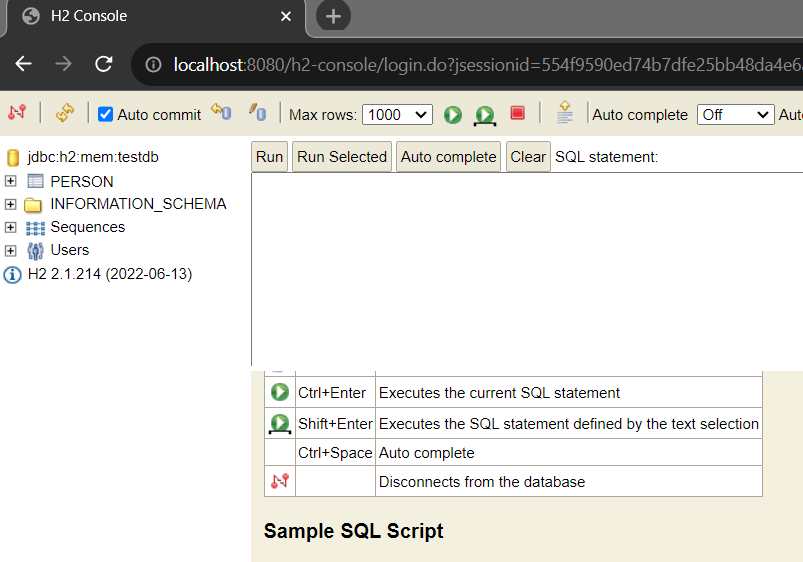 H2 Console
localhost:8080/h2-console/login.do?jsessionid=554f9590ed74b7dfe25bb48da4e6
Auto commit Max rows: 1000 Auto complete Off Aut
jdbc:h2:mem:testdb
PERSON
INFORMATION_SCHEMA
Sequences
Users
H2 2.1.214 (2022-06-13)
Run Run Selected Auto complete Clear SQL statement:
Ctrl+Enter Executes the current SQL statement
Shift+Enter Executes the SQL statement defined by the text selection
Ctrl+Space Auto complete
Disconnects from the database
Sample SQL Script